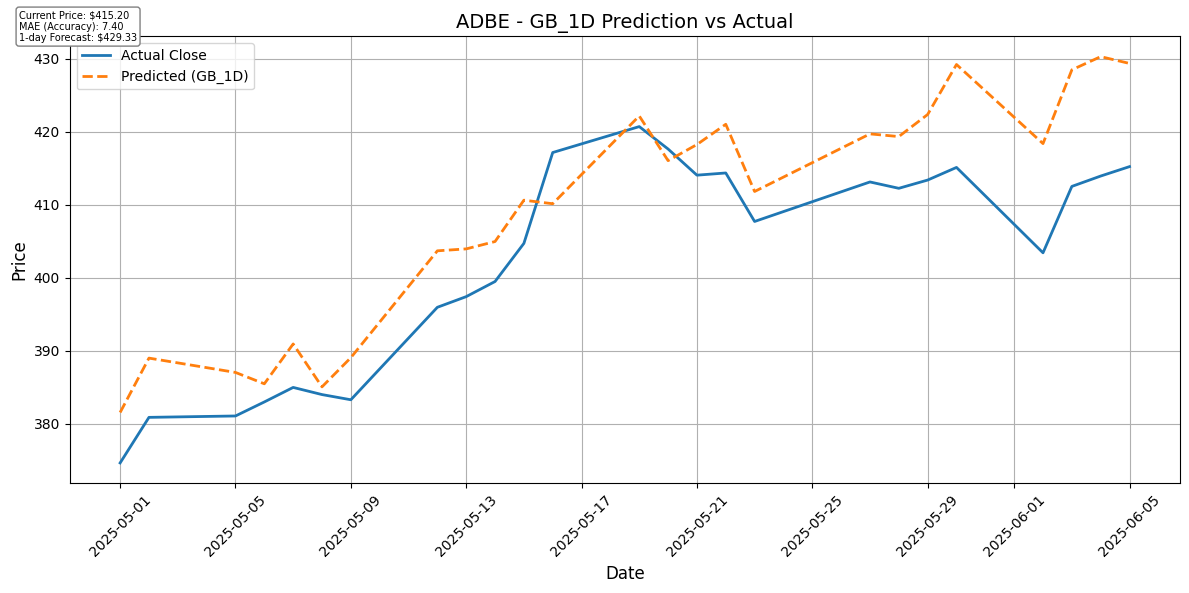 ADBE - GB_1D Prediction vs Actual
Current Price: $415.20
MAE (Accuracy): 7.40
1-day Forecast: $429.33
Actual Close
Predicted (GB_1D)
Price
430
420
410
400
390
380
2025-05-01
2025-05-05
2025-05-09
2025-05-13
2025-05-17
2025-05-21
2025-05-25
2025-05-29
2025-06-01
2025-06-05
Date